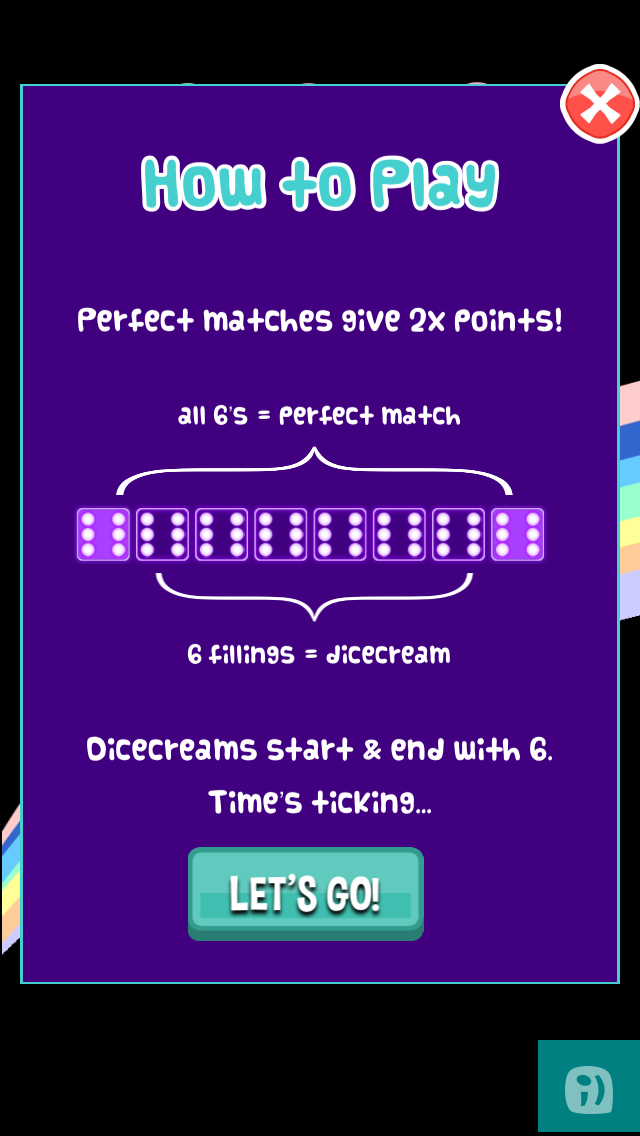 How to Play
Perfect matches give 2x points!
all 6's = perfect match
6 fillings = dicecream
Dicecreams start & end with 6.
Time's ticking...
LET'S GO!
;)